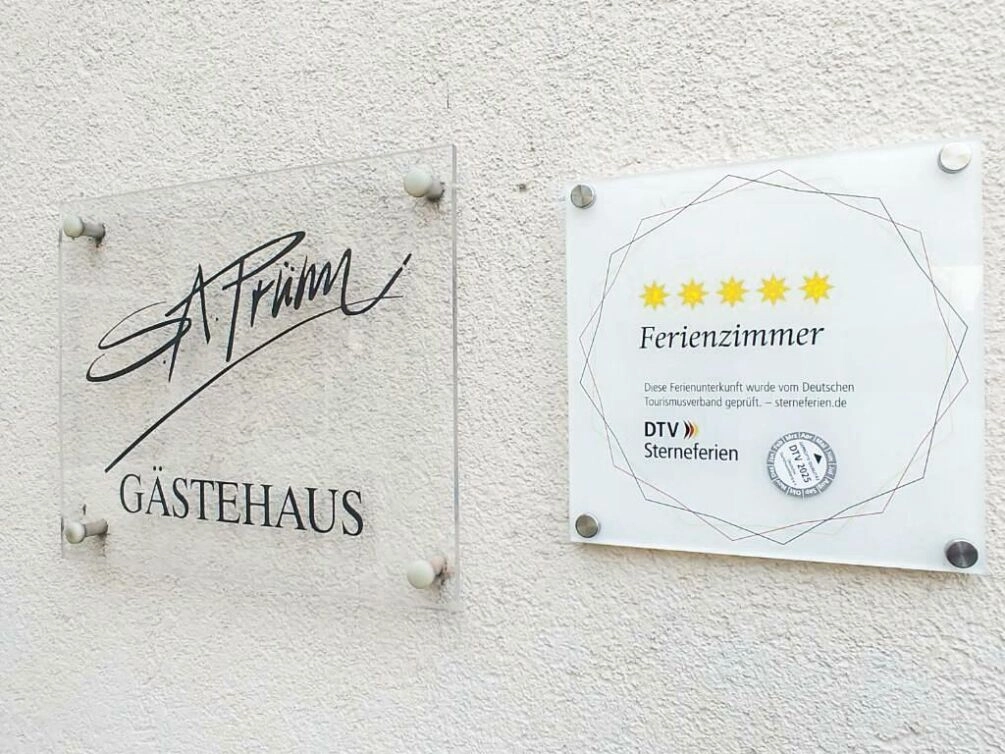 S.A. Prüm
GÄSTEHAUS
Ferienzimmer
Diese Ferienunterkunft wurde vom Deutschen
Tourismusverband geprüft. – sterneferien.de
DTV
Sterneferien
DTV 2025